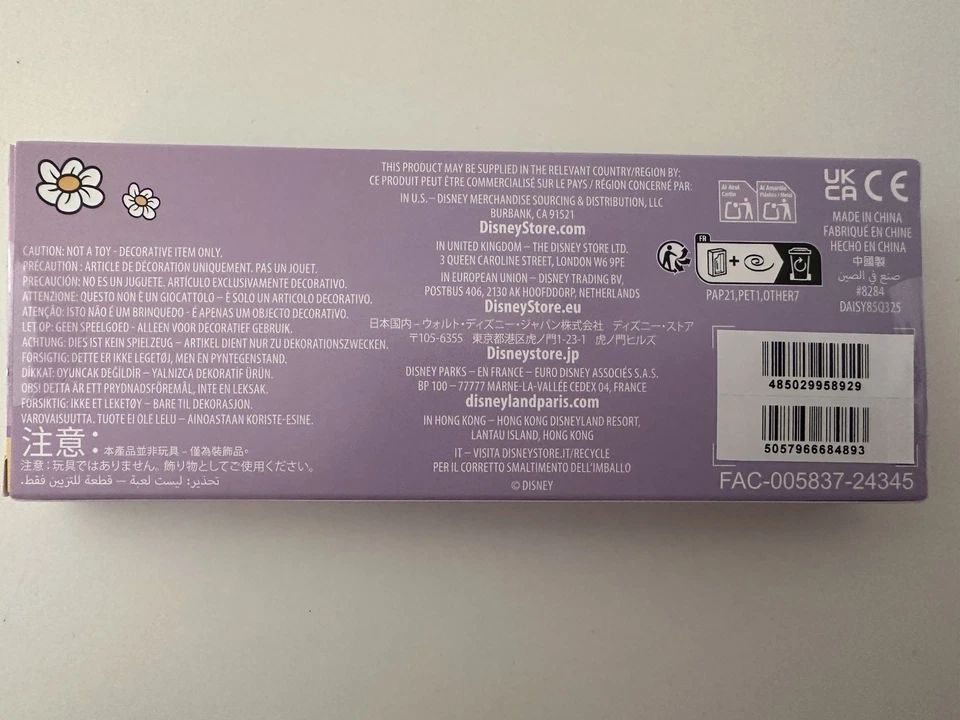 CAUTION: NOT A TOY - DECORATIVE ITEM ONLY.
PRÉCAUTION : ARTICLE DE DÉCORATION UNIQUEMENT. PAS UN JOUET.
PRECAUCIÓN: NO ES UN JUGUETE. ARTÍCULO EXCLUSIVAMENTE DECORATIVO.
ATTENZIONE: QUESTO NON È UN GIOCATTOLO – È SOLO UN ARTICOLO DECORATIVO.
ATENÇÃO: ISTO NÃO É UM BRINQUEDO - É APENAS UM OBJECTO DECORATIVO.
LET OP: GEEN SPEELGOED - ALLEEN VOOR DECORATIEF GEBRUIK.
ACHTUNG: DIES IST KEIN SPIELZEUG – ARTIKEL DIENT NUR ZU DEKORATIONSZWECKEN.
FORSIGTIG: DETTE ER IKKE LEGETØJ, MEN EN PYNTEGENSTAND.
DİKKAT: OYUNCAK DEĞİLDİR – YALNIZCA DEKORATİF ÜRÜN.
OBS! DETTA ÄR ETT PRYDNADSFÖREMÅL, INTE EN LEKSAK.
FORSIKTIG: IKKE ET LEKETØY – BARE TIL DEKORASJON.
VAROVAISUUTTA. TUOTE EI OLE LELU – AINOASTAAN KORISTE-ESINE.
注意：本產品並非玩具 - 僅為裝飾品。
注意：玩具ではありません。飾り物としてご使用ください。
تحذير: ليست لعبة — قطعة للتزيين فقط.
THIS PRODUCT MAY BE SUPPLIED IN THE RELEVANT COUNTRY/REGION BY:
CE PRODUIT PEUT ÊTRE COMMERCIALISÉ SUR LE PAYS / RÉGION CONCERNÉ PAR:
IN U.S. – DISNEY MERCHANDISE SOURCING & DISTRIBUTION, LLC
BURBANK, CA 91521
DisneyStore.com
IN UNITED KINGDOM – THE DISNEY STORE LTD.
3 QUEEN CAROLINE STREET, LONDON W6 9PE
IN EUROPEAN UNION – DISNEY TRADING BV,
POSTBUS 406, 2130 AK HOOFDDORP, NETHERLANDS
DisneyStore.eu
日本国内 – ウォルト・ディズニー・ジャパン株式会社 ディズニー・ストア
〒105-6355 東京都港区虎ノ門1-23-1 虎ノ門ヒルズ
Disneystore.jp
DISNEY PARKS – EN FRANCE – EURO DISNEY ASSOCIÉS S.A.S.
BP 100 – 77777 MARNE-LA-VALLÉE CEDEX 04, FRANCE
disneylandparis.com
IN HONG KONG – HONG KONG DISNEYLAND RESORT,
LANTAU ISLAND, HONG KONG
IT – VISITA DISNEYSTORE.IT/RECYCLE
PER IL CORRETTO SMALTIMENTO DELL'IMBALLO
© DISNEY
Al Azul
Cartón
Al Amarillo
Plástico / Metal
FR
PAP21,PET1,OTHER7
UK
CA CE
MADE IN CHINA
FABRIQUÉ EN CHINE
HECHO EN CHINA
中國製
صنع في الصين
#8284
DAISY85Q325
485029958929
5057966684893
FAC-005837-24345